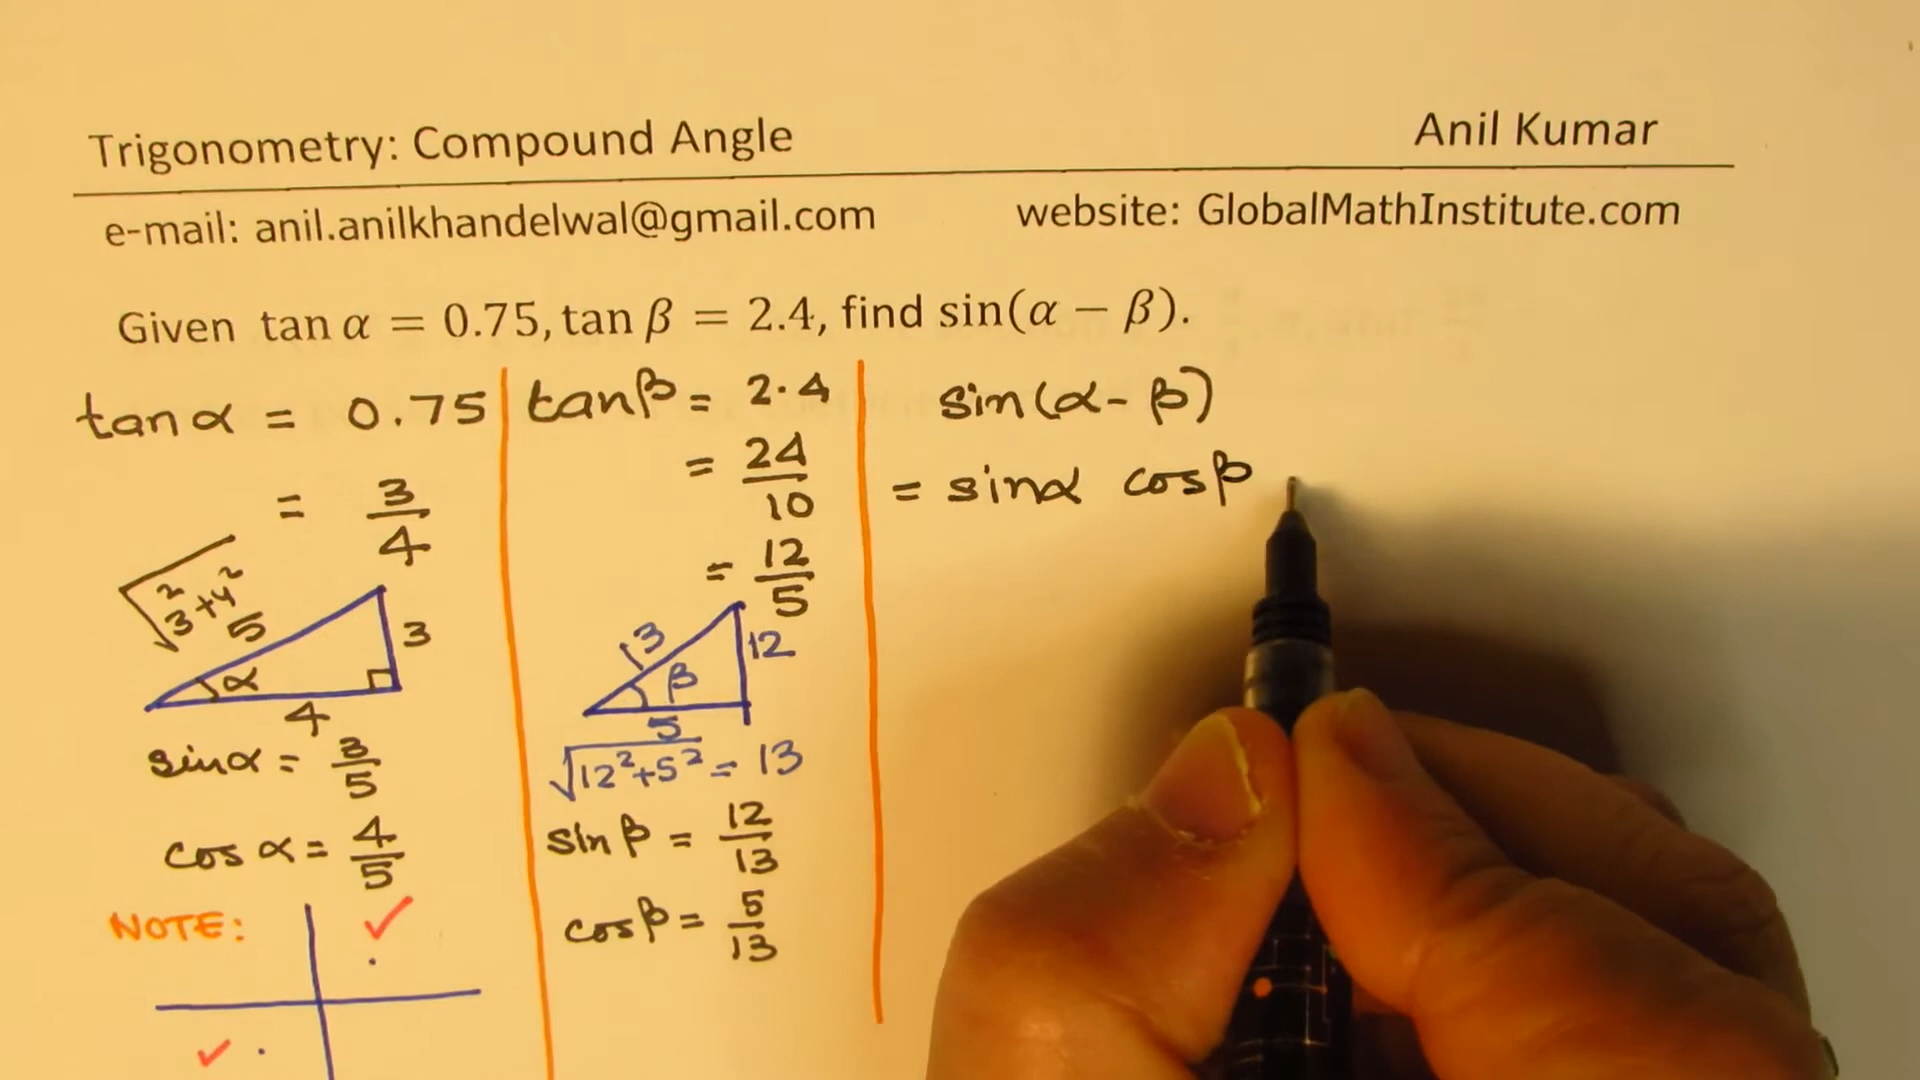 Trigonometry: Compound Angle
Anil Kumar
e-mail: anil.anilkhandelwal@gmail.com
website: GlobalMathInstitute.com
Given tan α = 0.75, tan β = 2.4, find sin(α − β).
tan α = 0.75
= 3/4
√3²+4²
5
3
α
4
sin α = 3/5
cos α = 4/5
NOTE:
tan β = 2.4
= 24/10
= 12/5
13
12
β
5
√12²+5² = 13
sin β = 12/13
cos β = 5/13
sin(α - β)
= sin α cos β